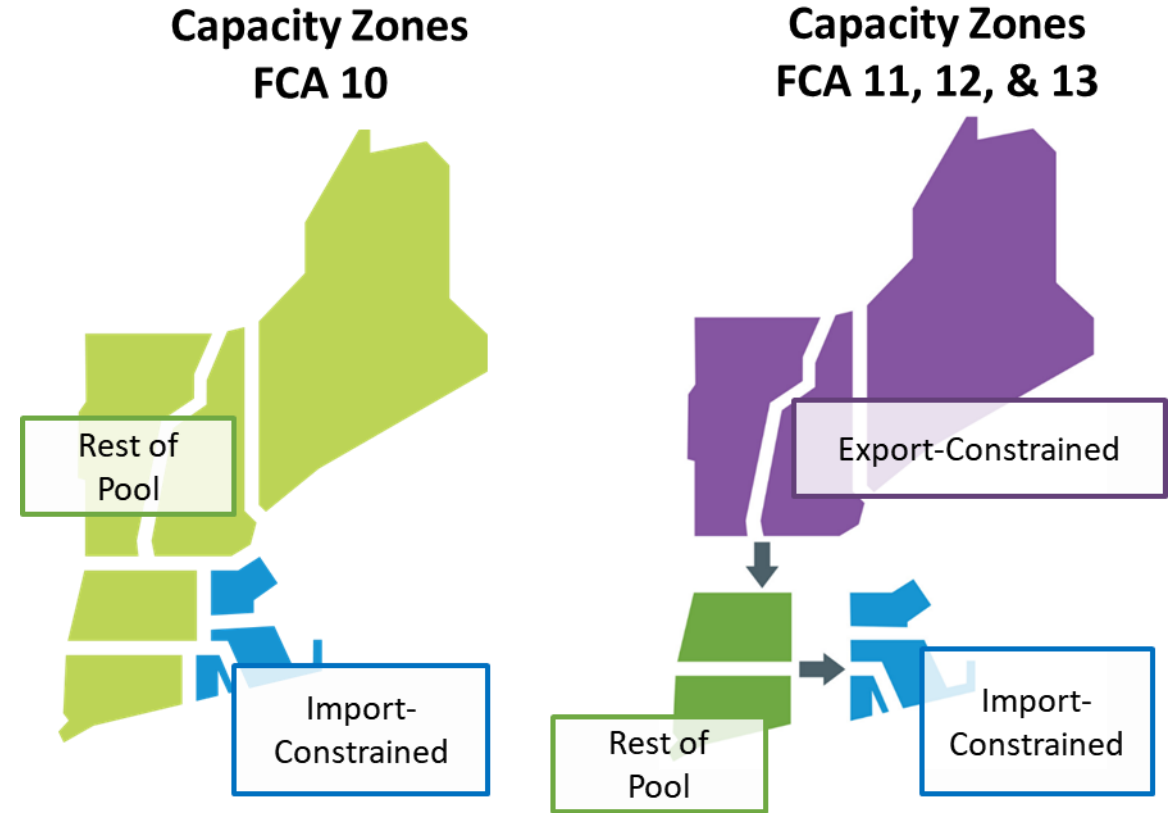 Capacity Zones
FCA 10
Rest of
Pool
Import-
Constrained
Capacity Zones
FCA 11, 12, & 13
Export-Constrained
Rest of
Pool
Import-
Constrained